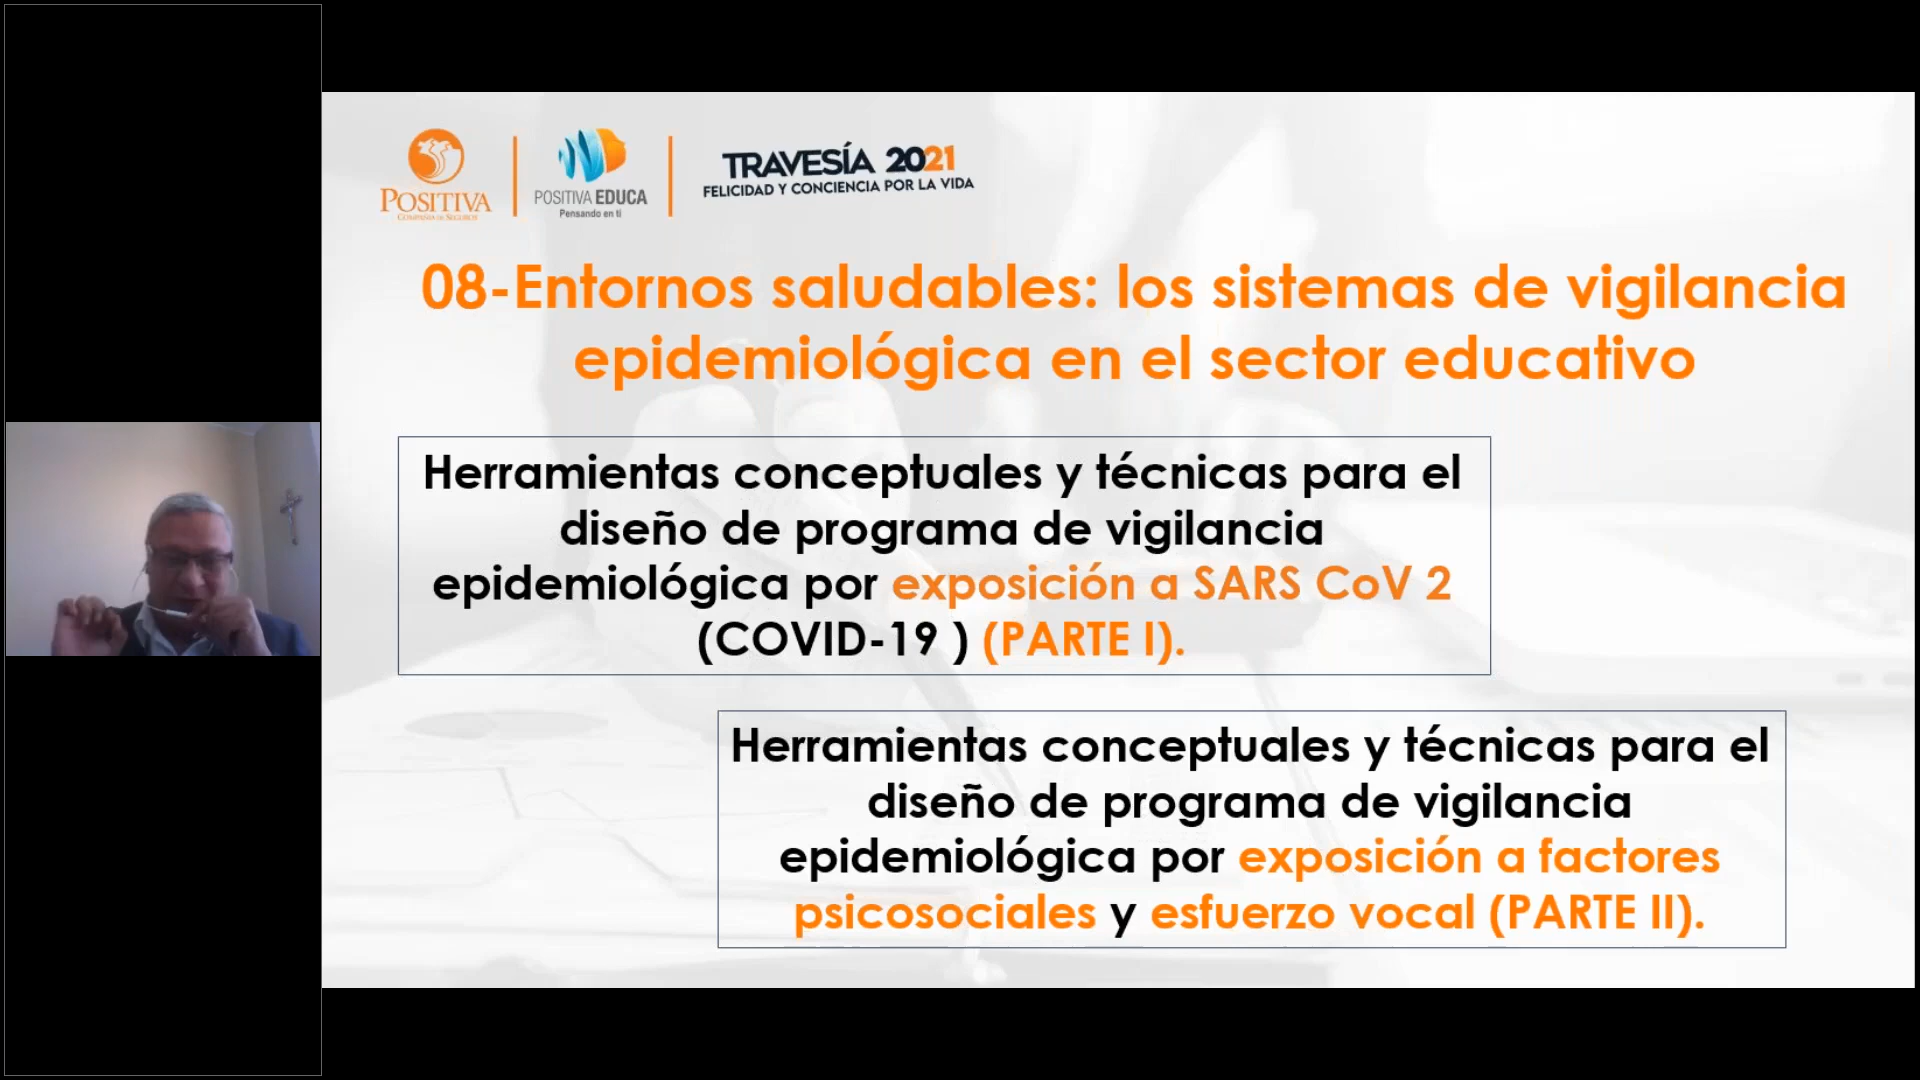 POSITIVA
COMPAÑÍA DE SEGUROS
POSITIVA EDUCA
Pensando en ti
TRAVESÍA 2021
FELICIDAD Y CONCIENCIA POR LA VIDA
08-Entornos saludables: los sistemas de vigilancia
epidemiológica en el sector educativo
Herramientas conceptuales y técnicas para el
diseño de programa de vigilancia
epidemiológica por exposición a SARS CoV 2
(COVID-19 ) (PARTE I).
Herramientas conceptuales y técnicas para el
diseño de programa de vigilancia
epidemiológica por exposición a factores
psicosociales y esfuerzo vocal (PARTE II).